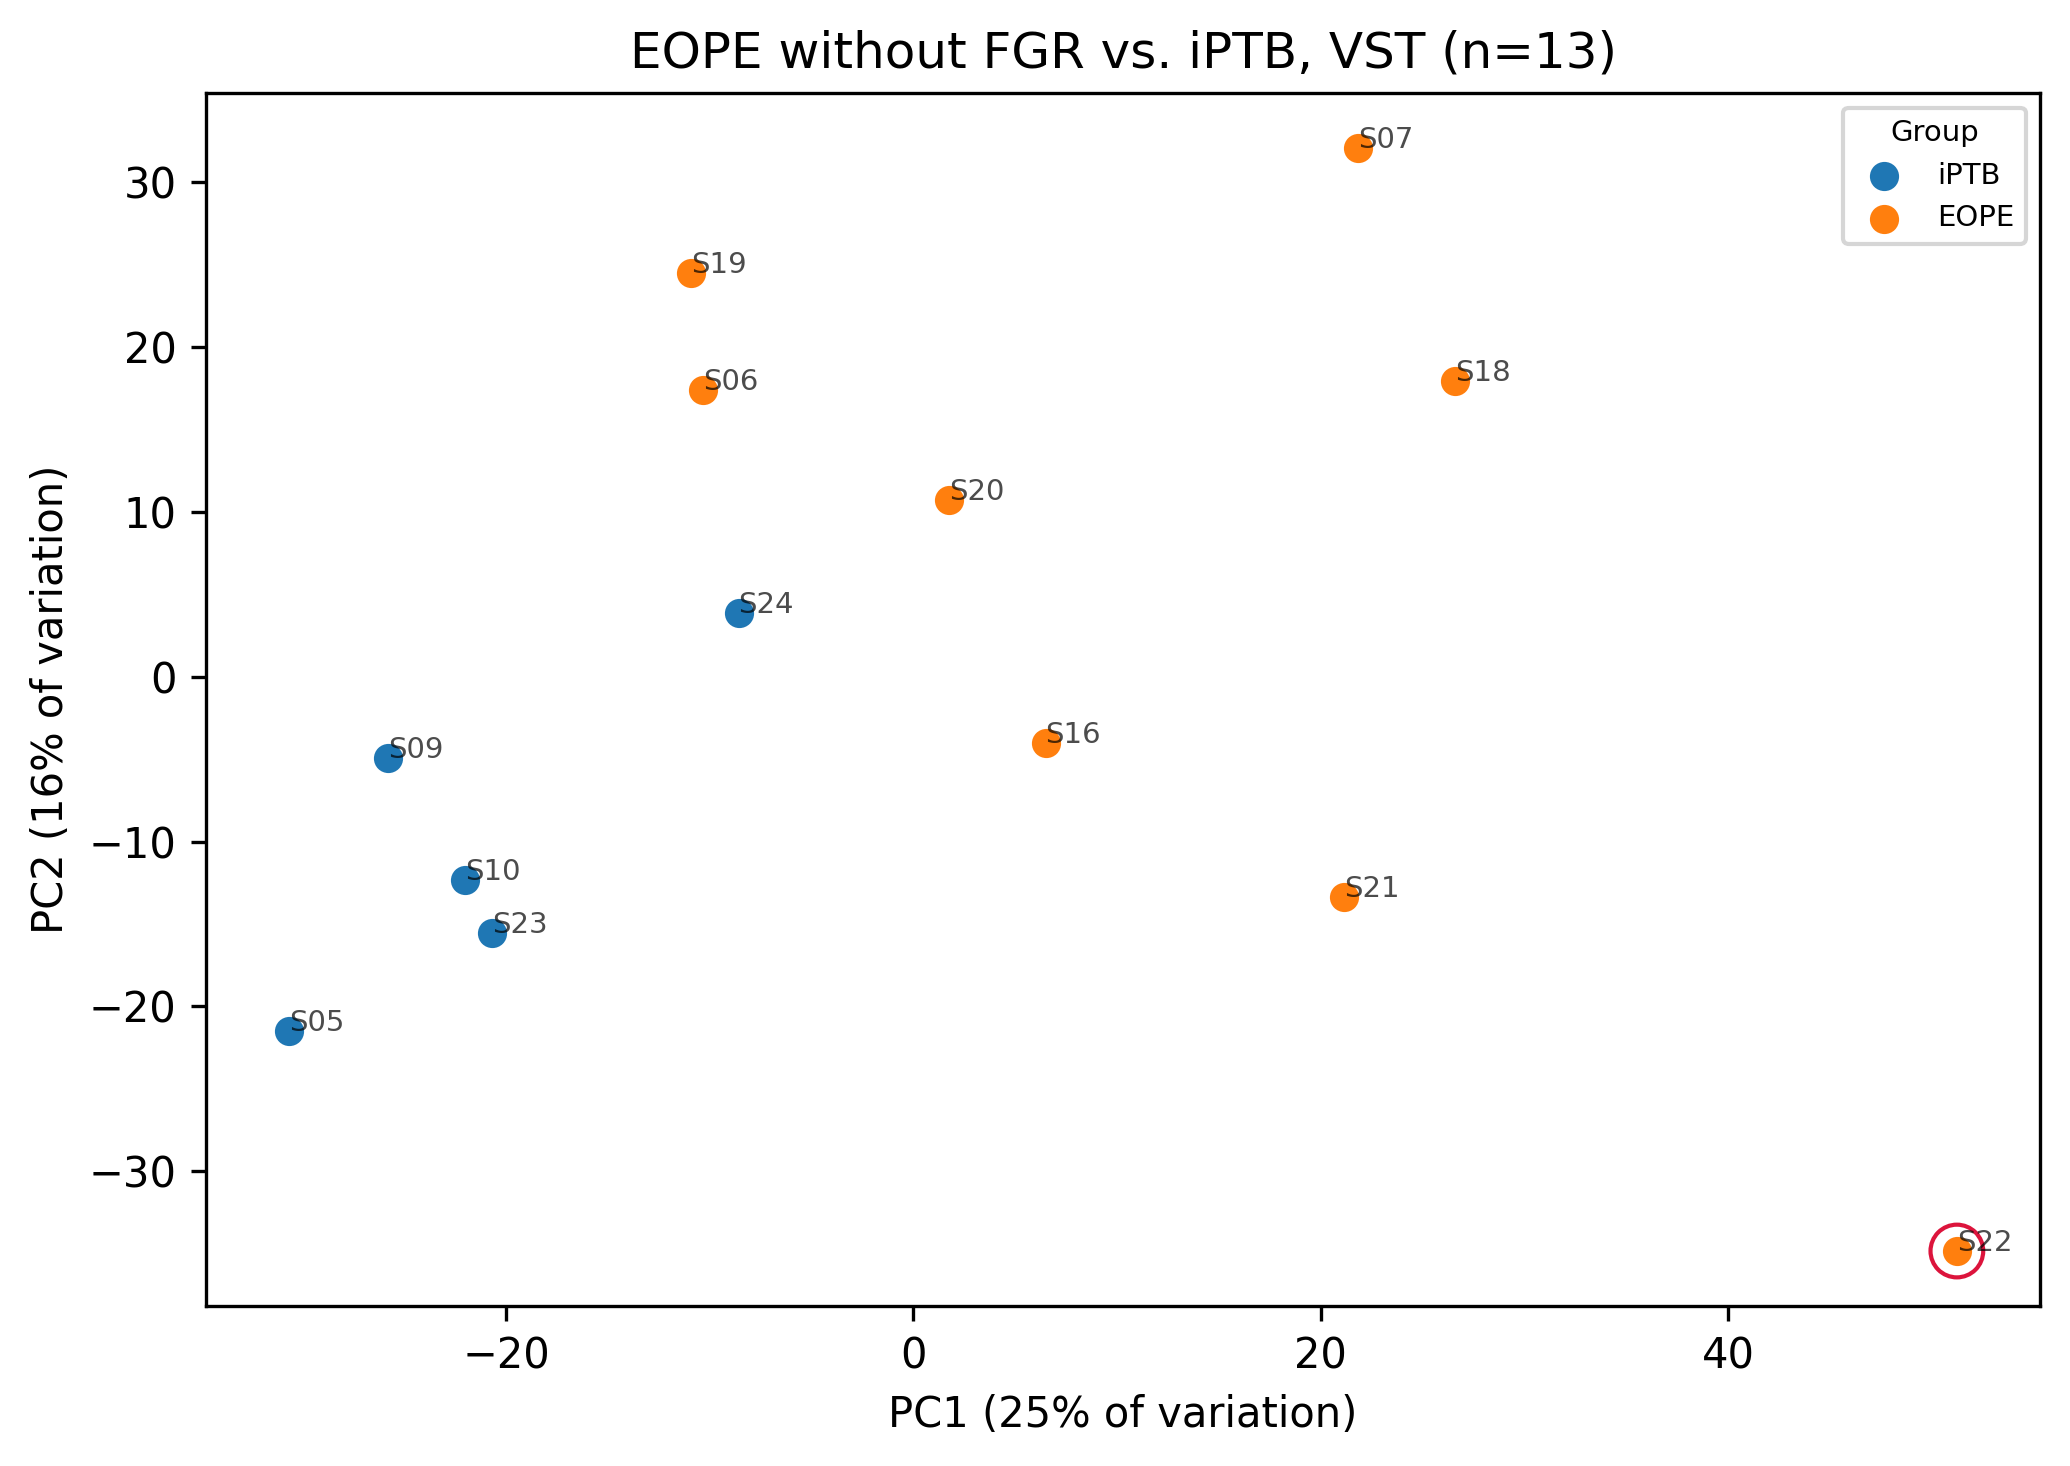 EOPE without FGR vs. iPTB, VST (n=13)
Group
iPTB
EOPE
S07
S19
S18
S06
S20
S24
S16
S09
S10
S21
S23
S05
S22
30
20
10
0
−10
−20
−30
PC2 (16% of variation)
−20
0
20
40
PC1 (25% of variation)